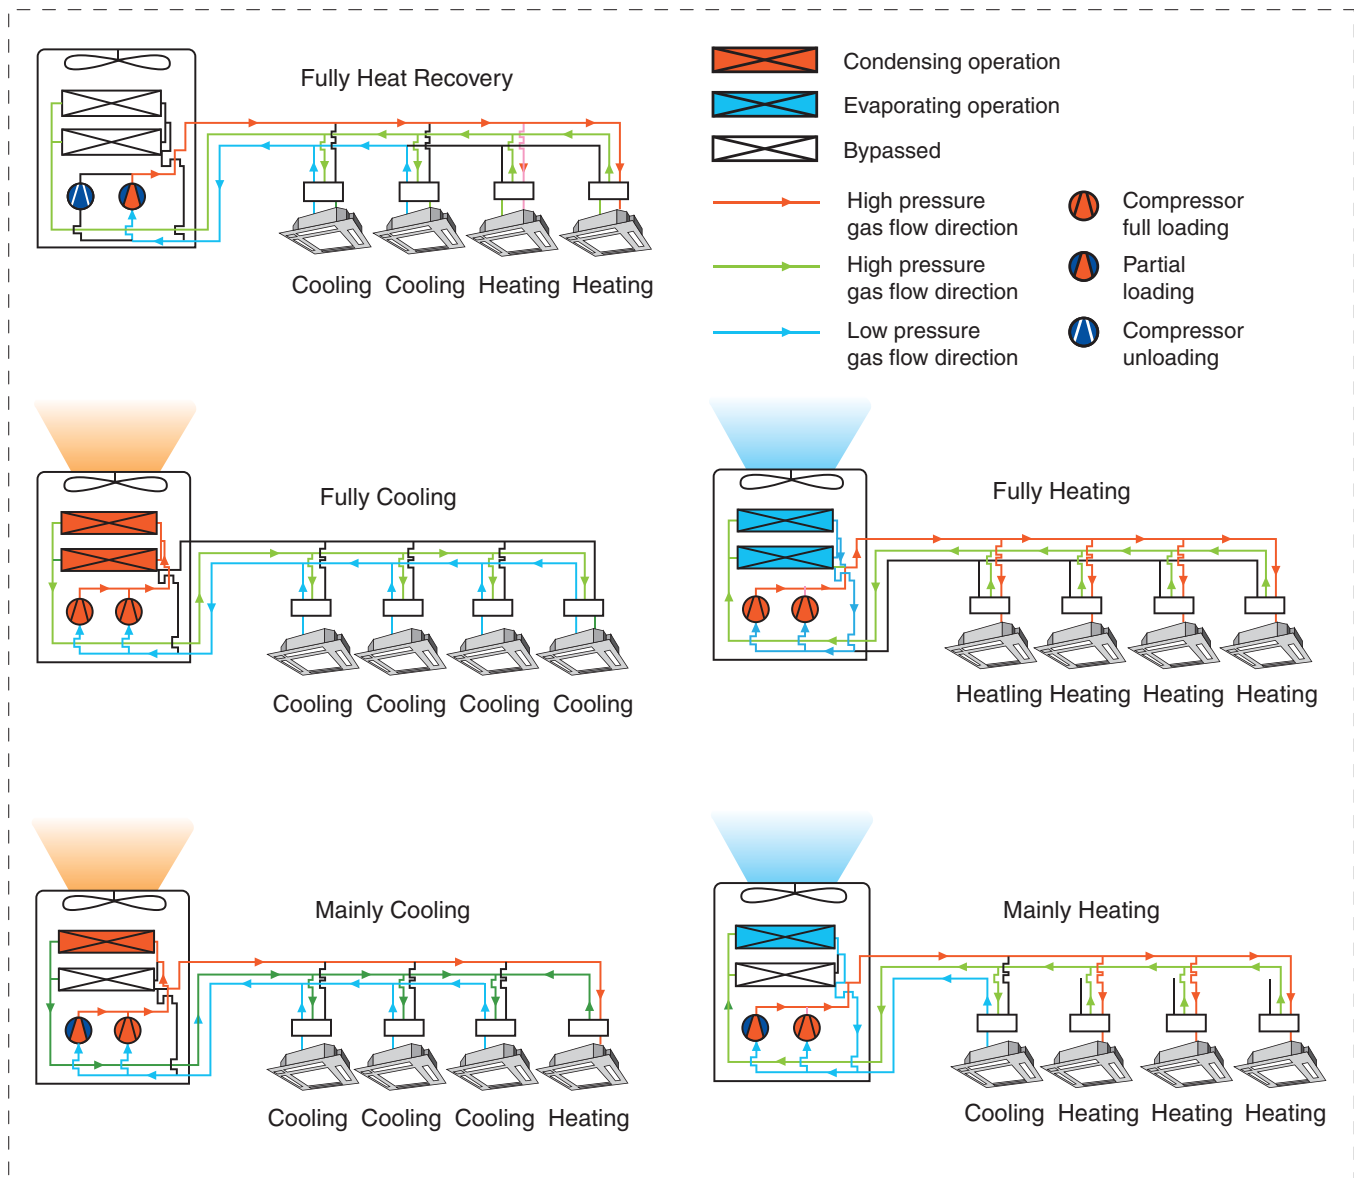 Fully Heat Recovery
Cooling Cooling Heating Heating
Condensing operation
Evaporating operation
Bypassed
High pressure
gas flow direction
High pressure
gas flow direction
Low pressure
gas flow direction
Compressor
full loading
Partial
loading
Compressor
unloading
Fully Cooling
Cooling Cooling Cooling Cooling
Fully Heating
Heatling Heating Heating Heating
Mainly Cooling
Cooling Cooling Cooling Heating
Mainly Heating
Cooling Heating Heating Heating